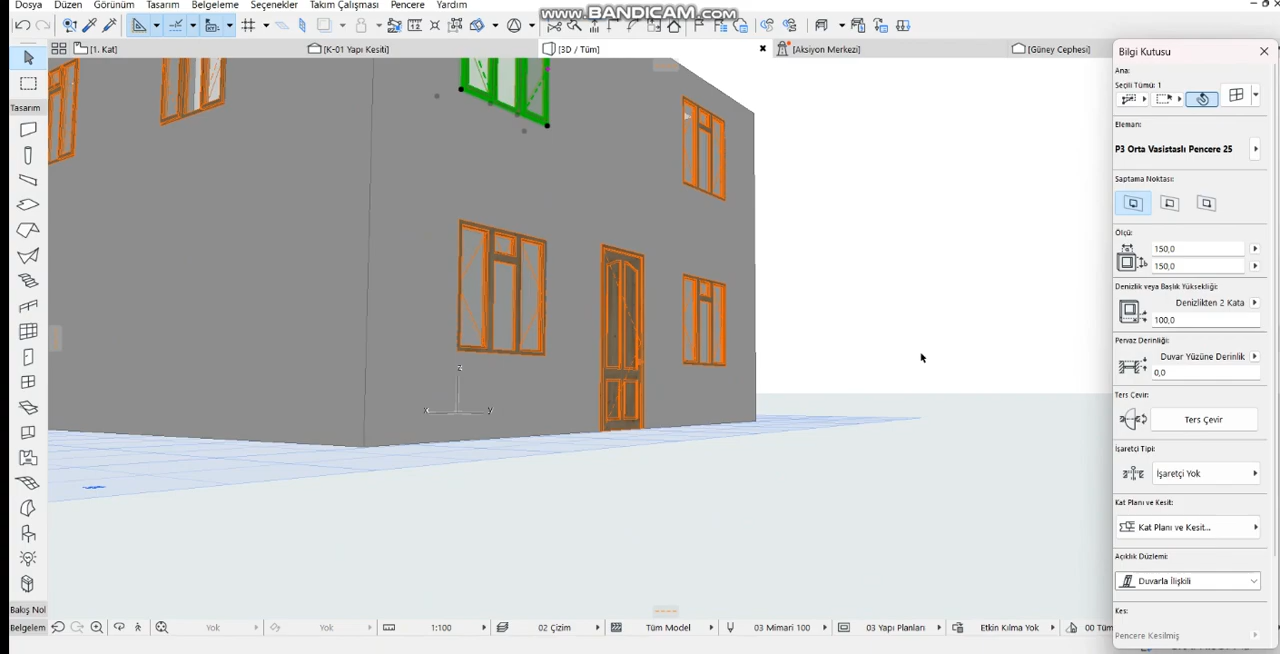 Dosya Düzen Görünüm Tasarım Belgeleme Seçenekler Takım Çalışması Pencere Yardım
www.BANDICAM.com
[1. Kat] [K-01 Yapı Kesiti] [3D / Tüm] [Aksiyon Merkezi] [Güney Cephesi]
Bilgi Kutusu
Ana:
Seçili Tümü: 1
Eleman:
P3 Orta Vasistaslı Pencere 25
Saptama Noktası:
Ölçü:
150,0
150,0
Denizlik veya Başlık Yüksekliği:
Denizlikten 2 Kata
100,0
Pervaz Derinliği:
Duvar Yüzüne Derinlik
0,0
Ters Çevir:
Ters Çevir
İşaretçi Tipi:
İşaretçi Yok
Kat Planı ve Kesit:
Kat Planı ve Kesit...
Açıklık Düzlemi:
Duvarla İlişkili
Kes:
Pencere Kesilmiş
Tasarım
z
x y
Bakış Nol
Belgelem
Yok Yok 1:100 02 Çizim Tüm Model 03 Mimari 100 03 Yapı Planları Etkin Kılma Yok 00 Tüm